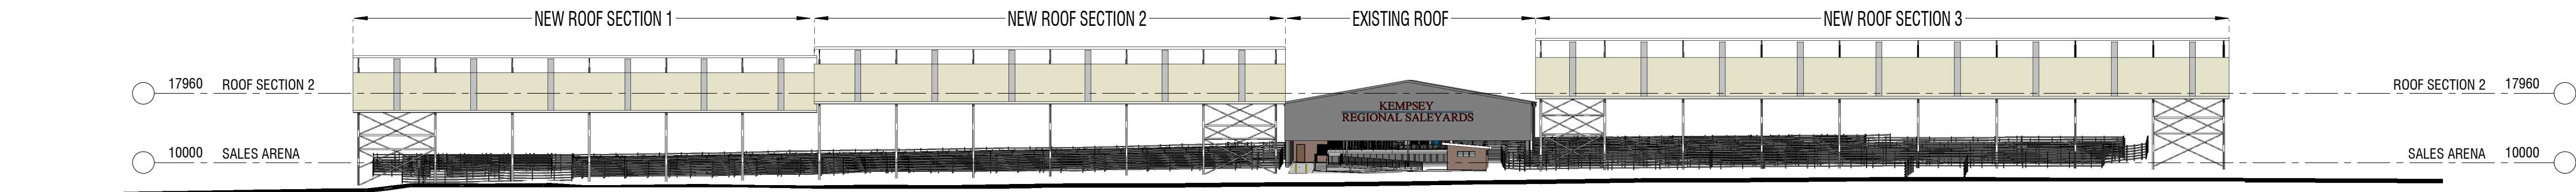 NEW ROOF SECTION 1
NEW ROOF SECTION 2
EXISTING ROOF
NEW ROOF SECTION 3
17960 ROOF SECTION 2
ROOF SECTION 2 17960
KEMPSEY
REGIONAL SALEYARDS
10000 SALES ARENA
SALES ARENA 10000